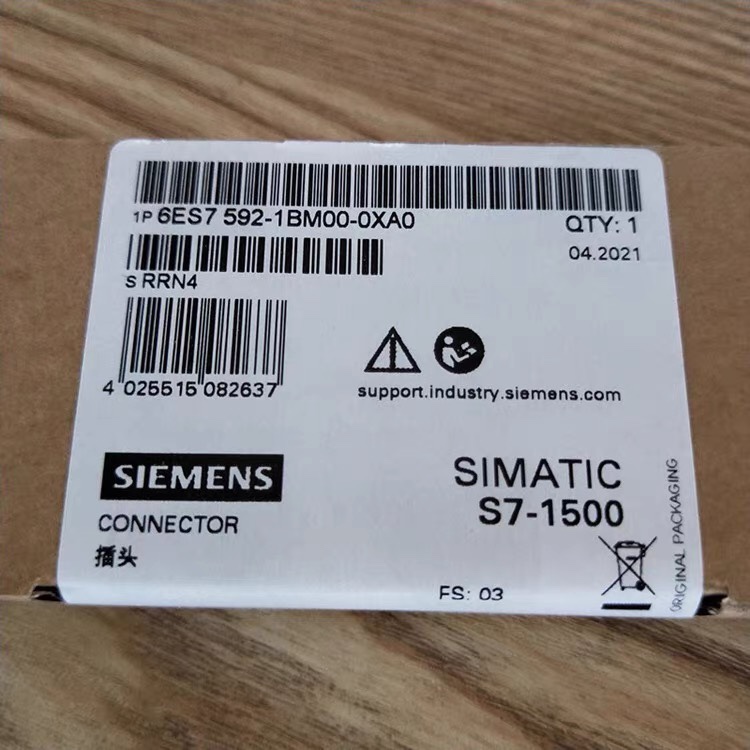 1P 6ES7 592-1BM00-0XA0
QTY: 1
04.2021
S RRN4
4 025515 082637
support.industry.siemens.com
SIEMENS
SIMATIC
S7-1500
CONNECTOR
插头
FS: 03
ORIGINAL PACKAGING